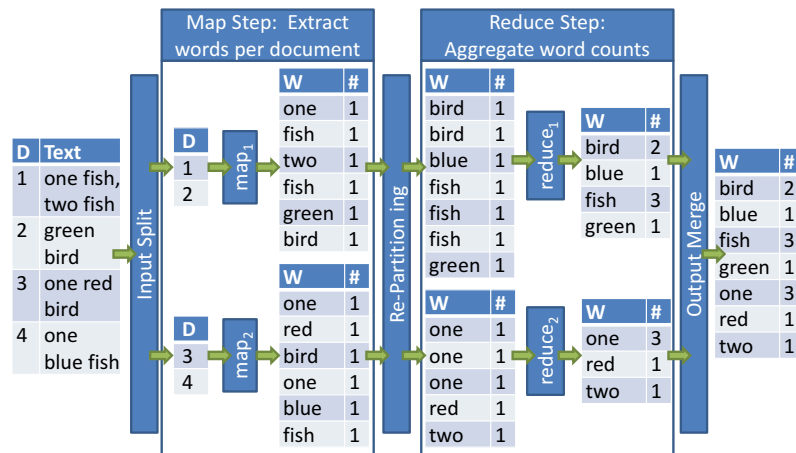 Map Step: Extract
words per document
Reduce Step:
Aggregate word counts
D Text
1 one fish,
two fish
2 green
bird
3 one red
bird
4 one
blue fish
Input Split
D
1
2
map1
W #
one 1
fish 1
two 1
fish 1
green 1
bird 1
D
3
4
map2
W #
one 1
red 1
bird 1
one 1
blue 1
fish 1
Re-Partition ing
W #
bird 1
bird 1
blue 1
fish 1
fish 1
fish 1
green 1
reduce1
W #
bird 2
blue 1
fish 3
green 1
W #
one 1
one 1
one 1
red 1
two 1
reduce2
W #
one 3
red 1
two 1
Output Merge
W #
bird 2
blue 1
fish 3
green 1
one 3
red 1
two 1